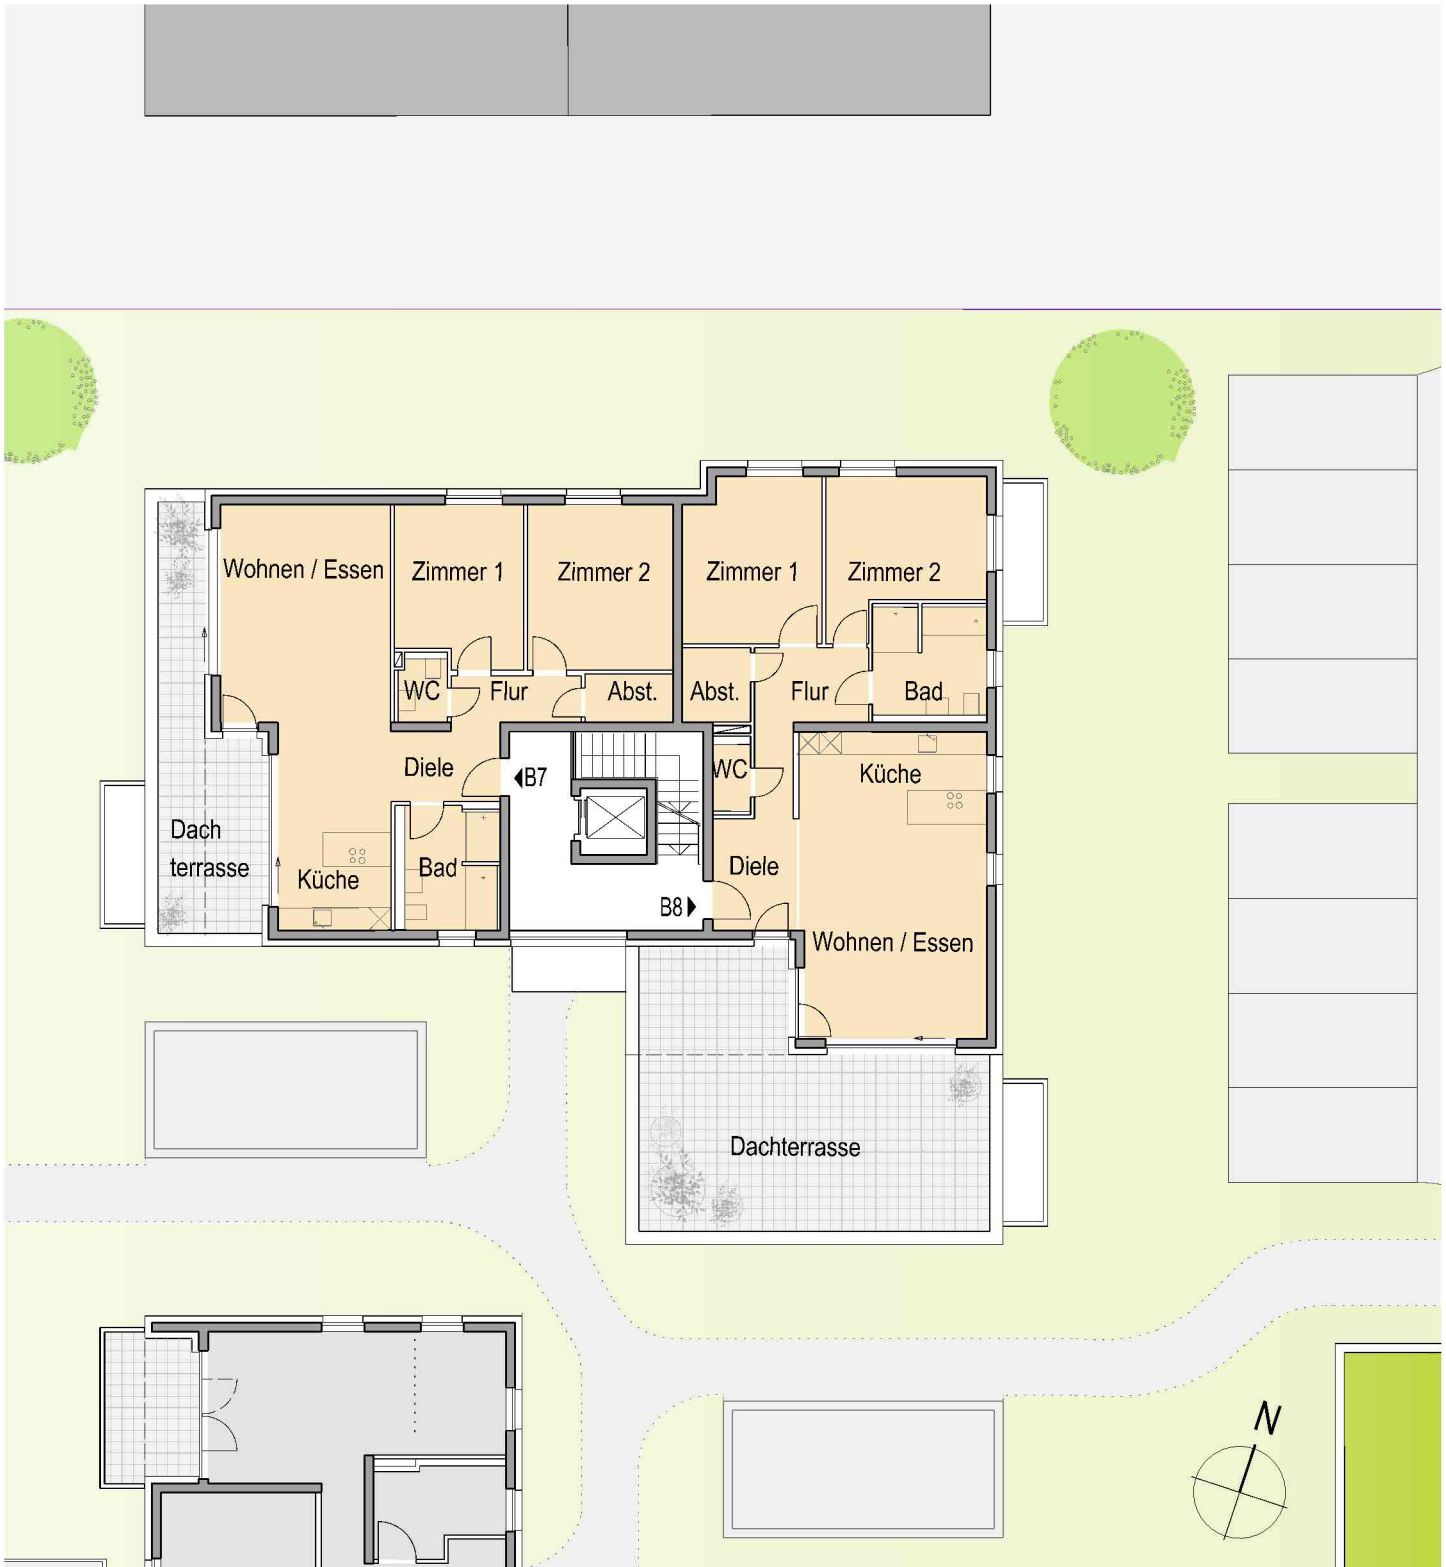 Wohnen / Essen
Zimmer 1
Zimmer 2
Zimmer 1
Zimmer 2
WC
Flur
Abst.
Abst.
Flur
Bad
Diele
B7
WC
Küche
Dach
terrasse
Küche
Bad
Diele
B8
Wohnen / Essen
Dachterrasse
N